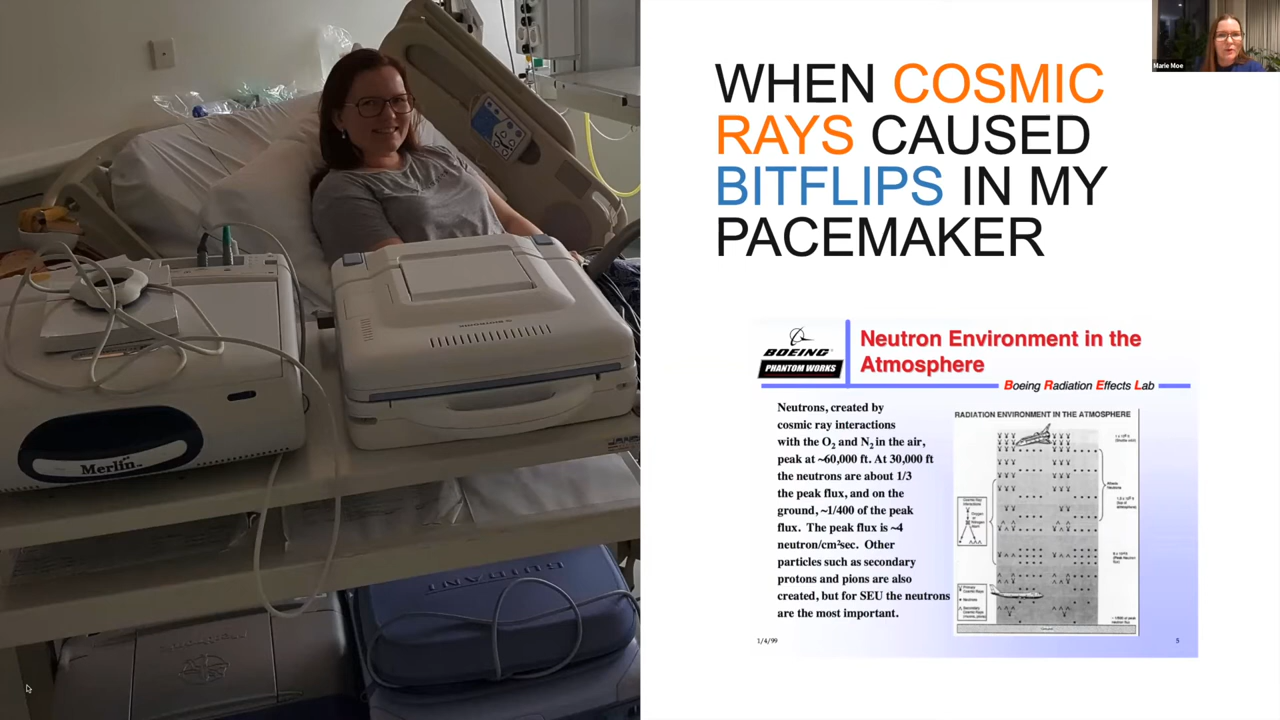 WHEN COSMIC
RAYS CAUSED
BITFLIPS IN MY
PACEMAKER
Marie Moe
BOEING
PHANTOM WORKS
Neutron Environment in the
Atmosphere
Boeing Radiation Effects Lab
Neutrons, created by
cosmic ray interactions
with the O₂ and N₂ in the air,
peak at ~60,000 ft. At 30,000 ft
the neutrons are about 1/3
the peak flux, and on the
ground, ~1/400 of the peak
flux. The peak flux is ~4
neutron/cm²sec. Other
particles such as secondary
protons and pions are also
created, but for SEU the neutrons
are the most important.
RADIATION ENVIRONMENT IN THE ATMOSPHERE
1/4/99
5
Merlin
GUIDANT